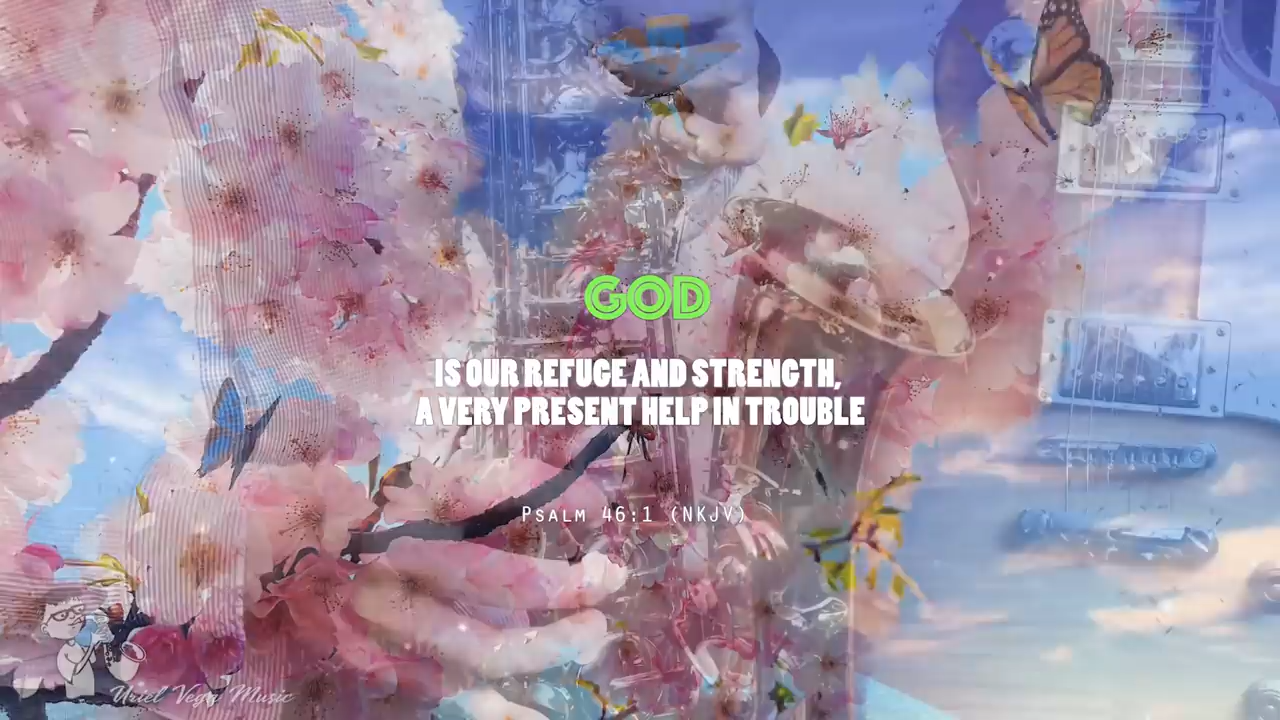 GOD
IS OUR REFUGE AND STRENGTH,
A VERY PRESENT HELP IN TROUBLE
Psalm 46:1 (NKJV)
Uriel Vega Music